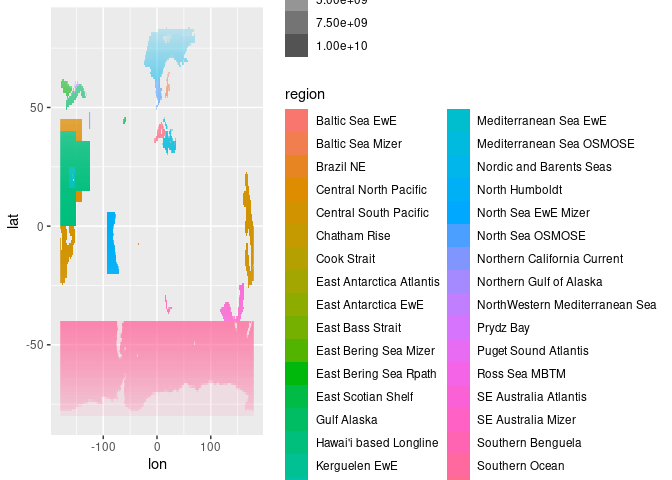 5.00e+09
7.50e+09
1.00e+10
region
Baltic Sea EwE
Baltic Sea Mizer
Brazil NE
Central North Pacific
Central South Pacific
Chatham Rise
Cook Strait
East Antarctica Atlantis
East Antarctica EwE
East Bass Strait
East Bering Sea Mizer
East Bering Sea Rpath
East Scotian Shelf
Gulf Alaska
Hawai'i based Longline
Kerguelen EwE
Mediterranean Sea EwE
Mediterranean Sea OSMOSE
Nordic and Barents Seas
North Humboldt
North Sea EwE Mizer
North Sea OSMOSE
Northern California Current
Northern Gulf of Alaska
NorthWestern Mediterranean Sea
Prydz Bay
Puget Sound Atlantis
Ross Sea MBTM
SE Australia Atlantis
SE Australia Mizer
Southern Benguela
Southern Ocean
lat
50
0
-50
-100 0 100
lon